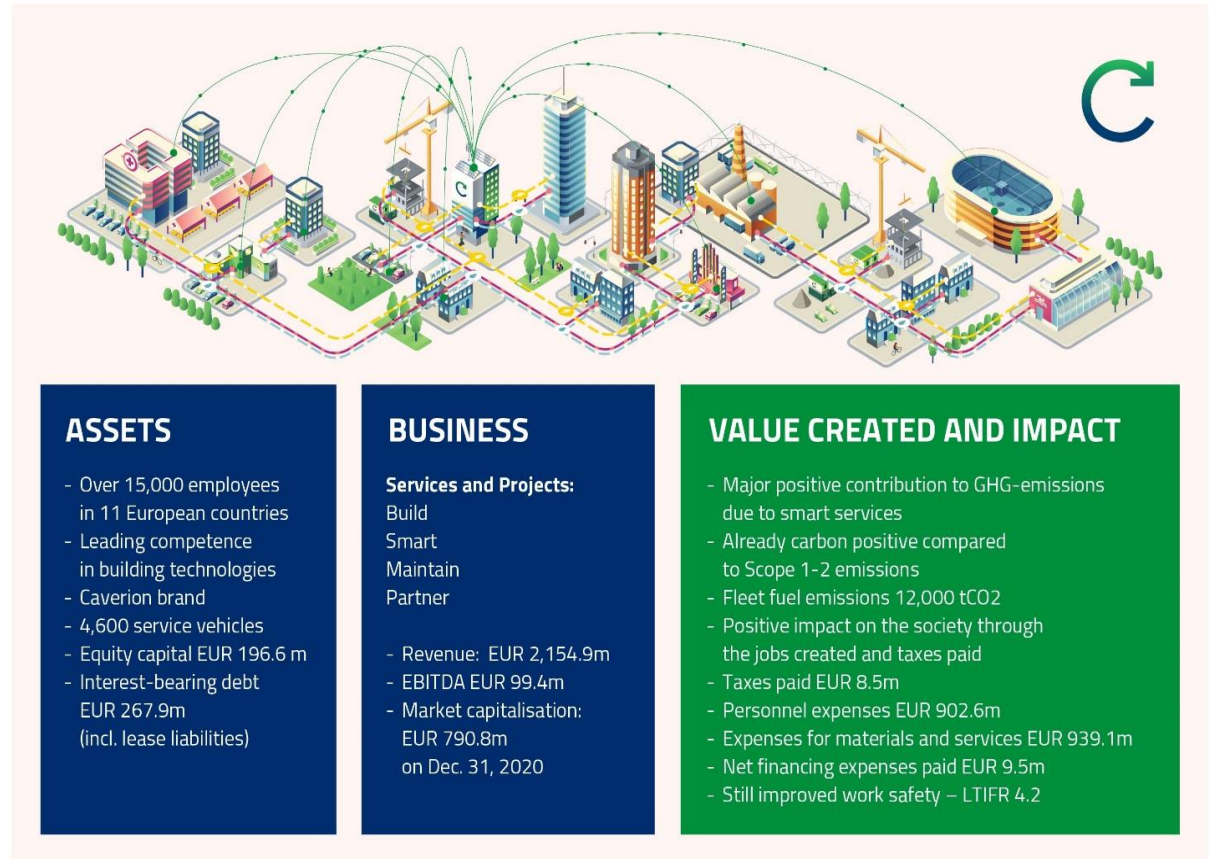 ASSETS
- Over 15,000 employees
in 11 European countries
- Leading competence
in building technologies
- Caverion brand
- 4,600 service vehicles
- Equity capital EUR 196.6 m
- Interest-bearing debt
EUR 267.9m
(incl. lease liabilities)
BUSINESS
Services and Projects:
Build
Smart
Maintain
Partner
- Revenue: EUR 2,154.9m
- EBITDA EUR 99.4m
- Market capitalisation:
EUR 790.8m
on Dec. 31, 2020
VALUE CREATED AND IMPACT
- Major positive contribution to GHG-emissions
due to smart services
- Already carbon positive compared
to Scope 1-2 emissions
- Fleet fuel emissions 12,000 tCO2
- Positive impact on the society through
the jobs created and taxes paid
- Taxes paid EUR 8.5m
- Personnel expenses EUR 902.6m
- Expenses for materials and services EUR 939.1m
- Net financing expenses paid EUR 9.5m
- Still improved work safety – LTIFR 4.2